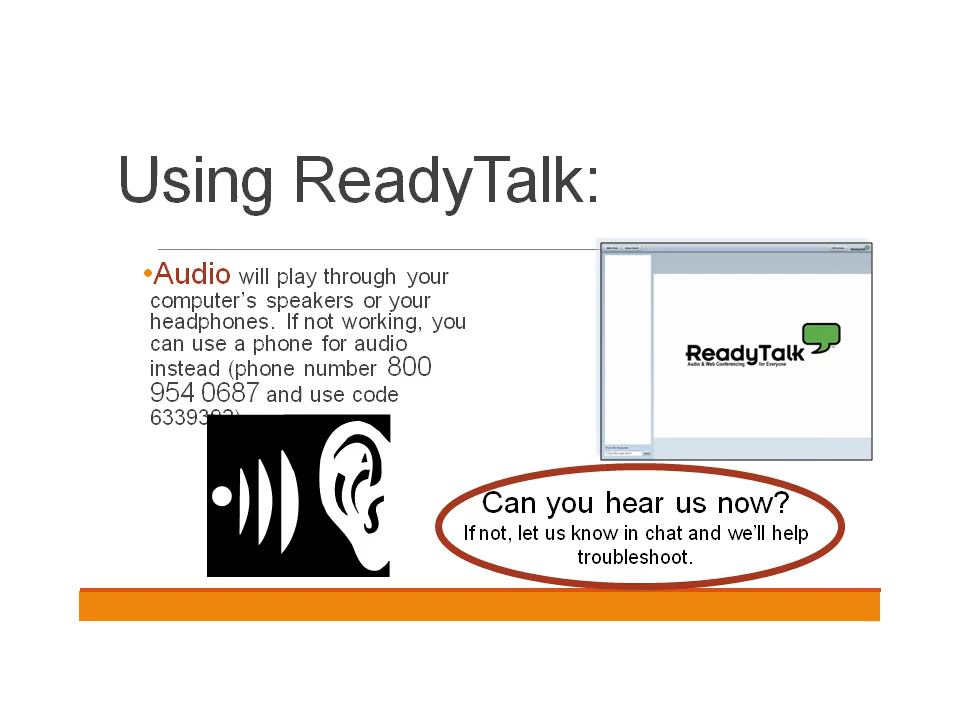 Using ReadyTalk:
•Audio will play through your
computer's speakers or your
headphones. If not working, you
can use a phone for audio
instead (phone number 800
954 0687 and use code
ReadyTalk
Audio & Web Conferencing for Everyone
Can you hear us now?
If not, let us know in chat and we'll help
troubleshoot.